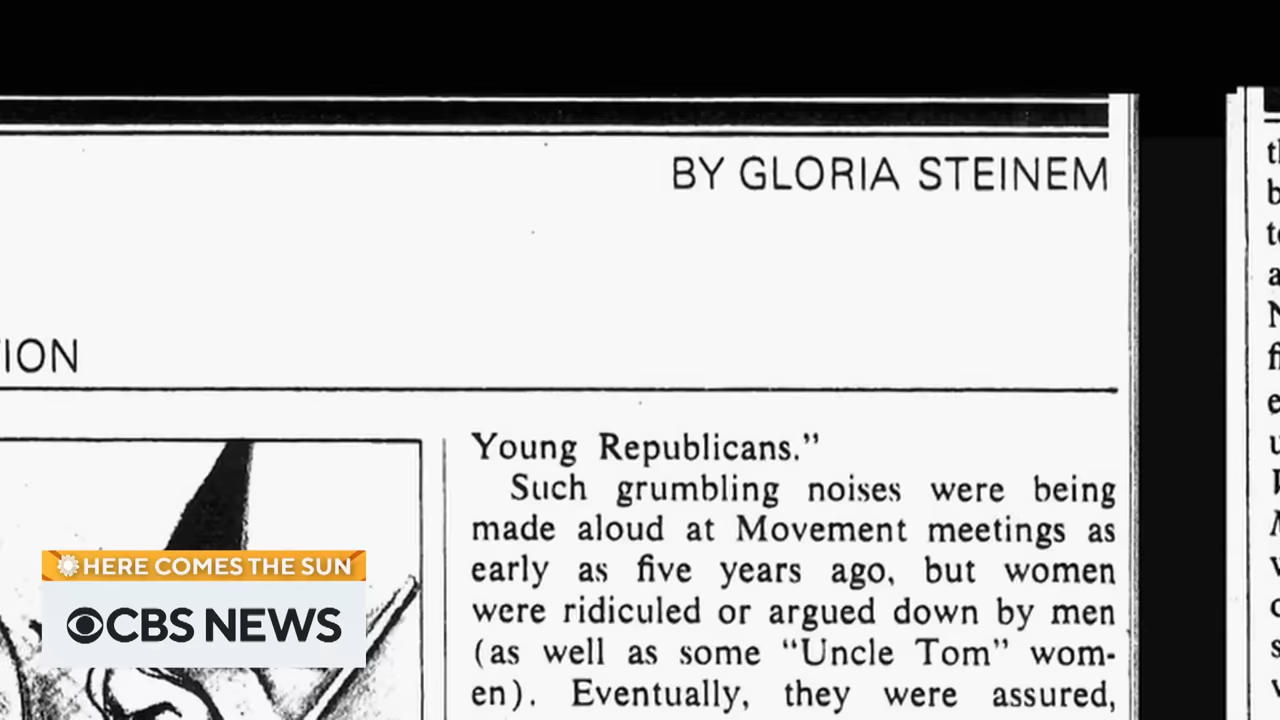 BY GLORIA STEINEM
TION
Young Republicans.”
Such grumbling noises were being
made aloud at Movement meetings as
early as five years ago, but women
were ridiculed or argued down by men
(as well as some “Uncle Tom” wom-
en). Eventually, they were assured,
HERE COMES THE SUN
CBS NEWS